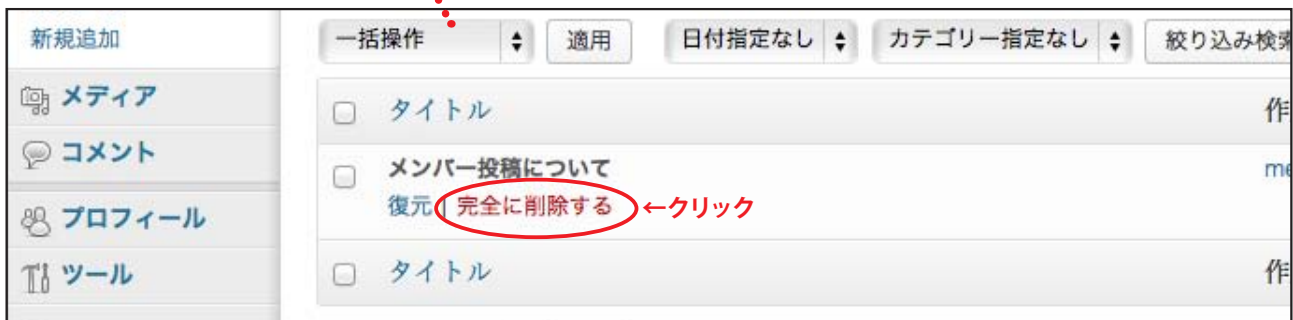 新規追加
メディア
コメント
プロフィール
ツール
一括操作 適用 日付指定なし カテゴリー指定なし 絞り込み検索
タイトル 作
メンバー投稿について me
復元 | 完全に削除する ←クリック
タイトル 作